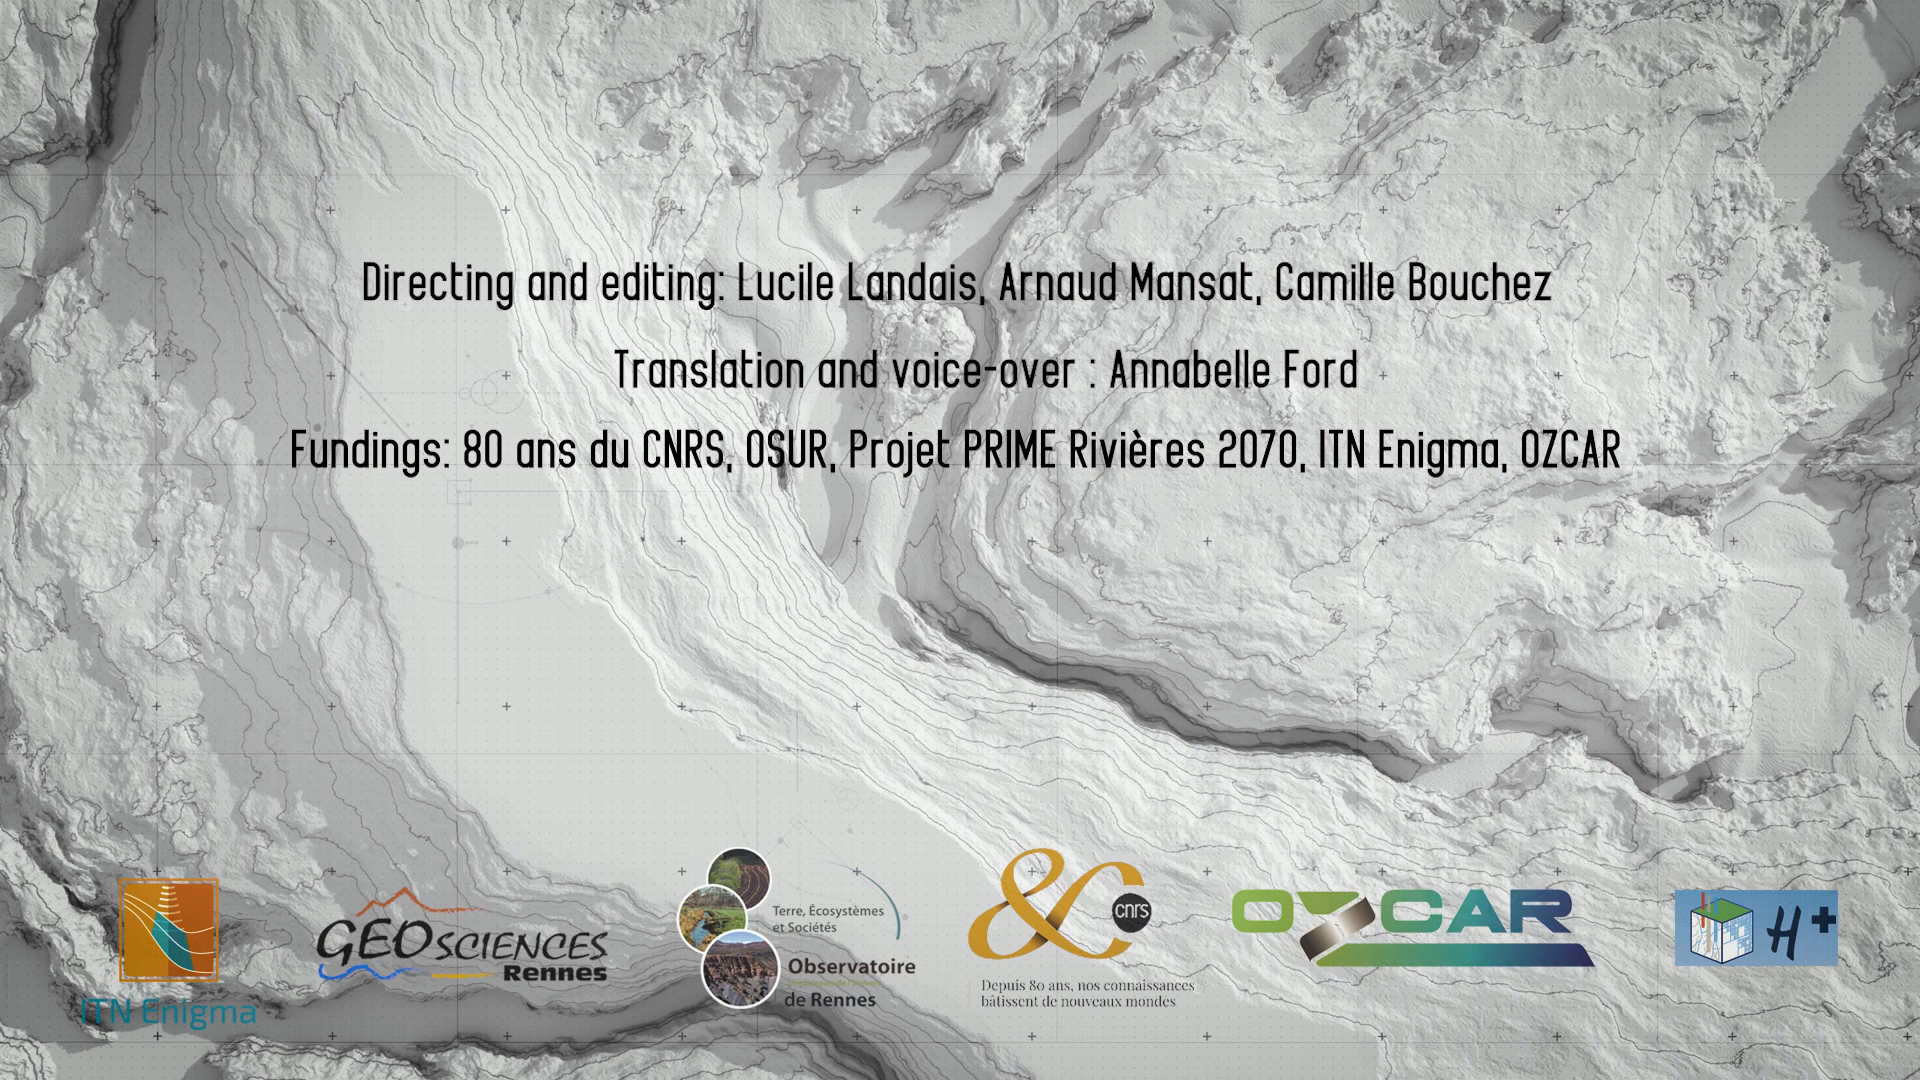 Directing and editing: Lucile Landais, Arnaud Mansat, Camille Bouchez
Translation and voice-over : Annabelle Ford
Fundings: 80 ans du CNRS, OSUR, Projet PRIME Rivières 2070, ITN Enigma, OZCAR
ITN Enigma
GEOSCIENCES
Rennes
Terre, Écosystèmes
et Sociétés
Observatoire
de Rennes
cnrs
Depuis 80 ans, nos connaissances
bâtissent de nouveaux mondes
OZCAR
H+